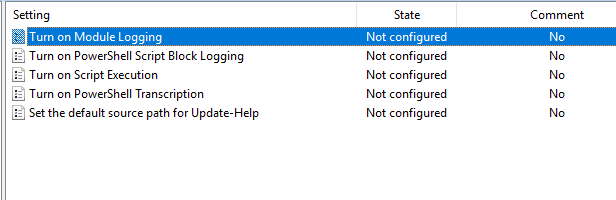 Setting State Comment
Turn on Module Logging Not configured No
Turn on PowerShell Script Block Logging Not configured No
Turn on Script Execution Not configured No
Turn on PowerShell Transcription Not configured No
Set the default source path for Update-Help Not configured No